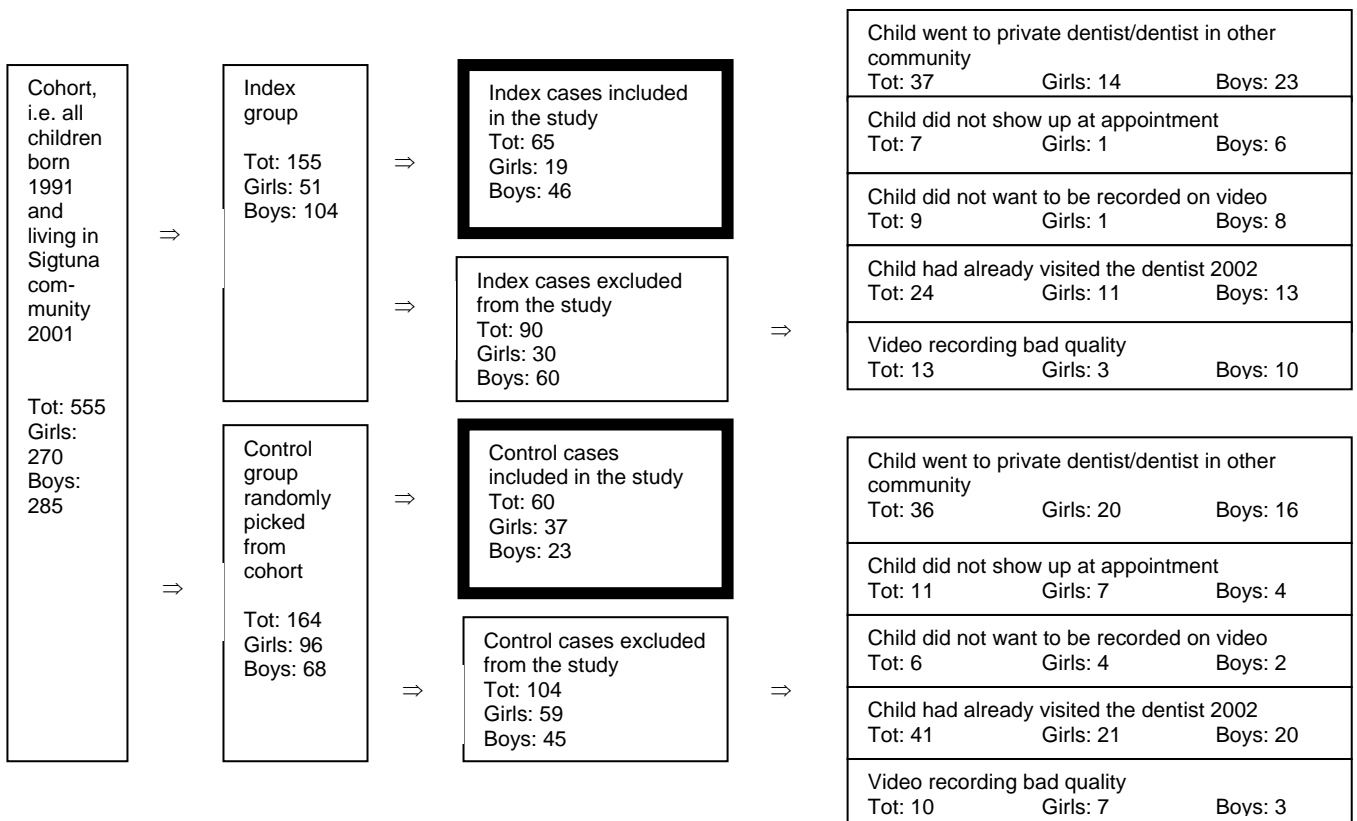 Cohort,
i.e. all
children
born
1991
and
living in
Sigtuna
com-
munity
2001
Tot: 555
Girls:
270
Boys:
285
⇒
⇒
Index
group
Tot: 155
Girls: 51
Boys: 104
⇒
⇒
Index cases included
in the study
Tot: 65
Girls: 19
Boys: 46
Index cases excluded
from the study
Tot: 90
Girls: 30
Boys: 60
⇒
Child went to private dentist/dentist in other
community
Tot: 37 Girls: 14 Boys: 23
Child did not show up at appointment
Tot: 7 Girls: 1 Boys: 6
Child did not want to be recorded on video
Tot: 9 Girls: 1 Boys: 8
Child had already visited the dentist 2002
Tot: 24 Girls: 11 Boys: 13
Video recording bad quality
Tot: 13 Girls: 3 Boys: 10
Control
group
randomly
picked
from
cohort
Tot: 164
Girls: 96
Boys: 68
⇒
⇒
Control cases
included in the study
Tot: 60
Girls: 37
Boys: 23
Control cases excluded
from the study
Tot: 104
Girls: 59
Boys: 45
⇒
Child went to private dentist/dentist in other
community
Tot: 36 Girls: 20 Boys: 16
Child did not show up at appointment
Tot: 11 Girls: 7 Boys: 4
Child did not want to be recorded on video
Tot: 6 Girls: 4 Boys: 2
Child had already visited the dentist 2002
Tot: 41 Girls: 21 Boys: 20
Video recording bad quality
Tot: 10 Girls: 7 Boys: 3